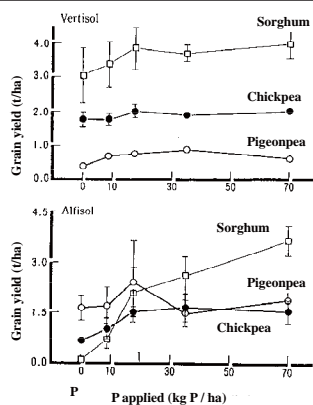 Vertisol
Sorghum
4.0
3.0
Chickpea
2.0
1.0
Pigeonpea
0.0
0 10 30 50 70
Grain yield (t/ha)
4.5
Alfisol
Sorghum
3.0
Pigeonpea
1.5
Chickpea
0.0
0 10 30 50 70
Grain yield (t/ha)
P P applied (kg P / ha)